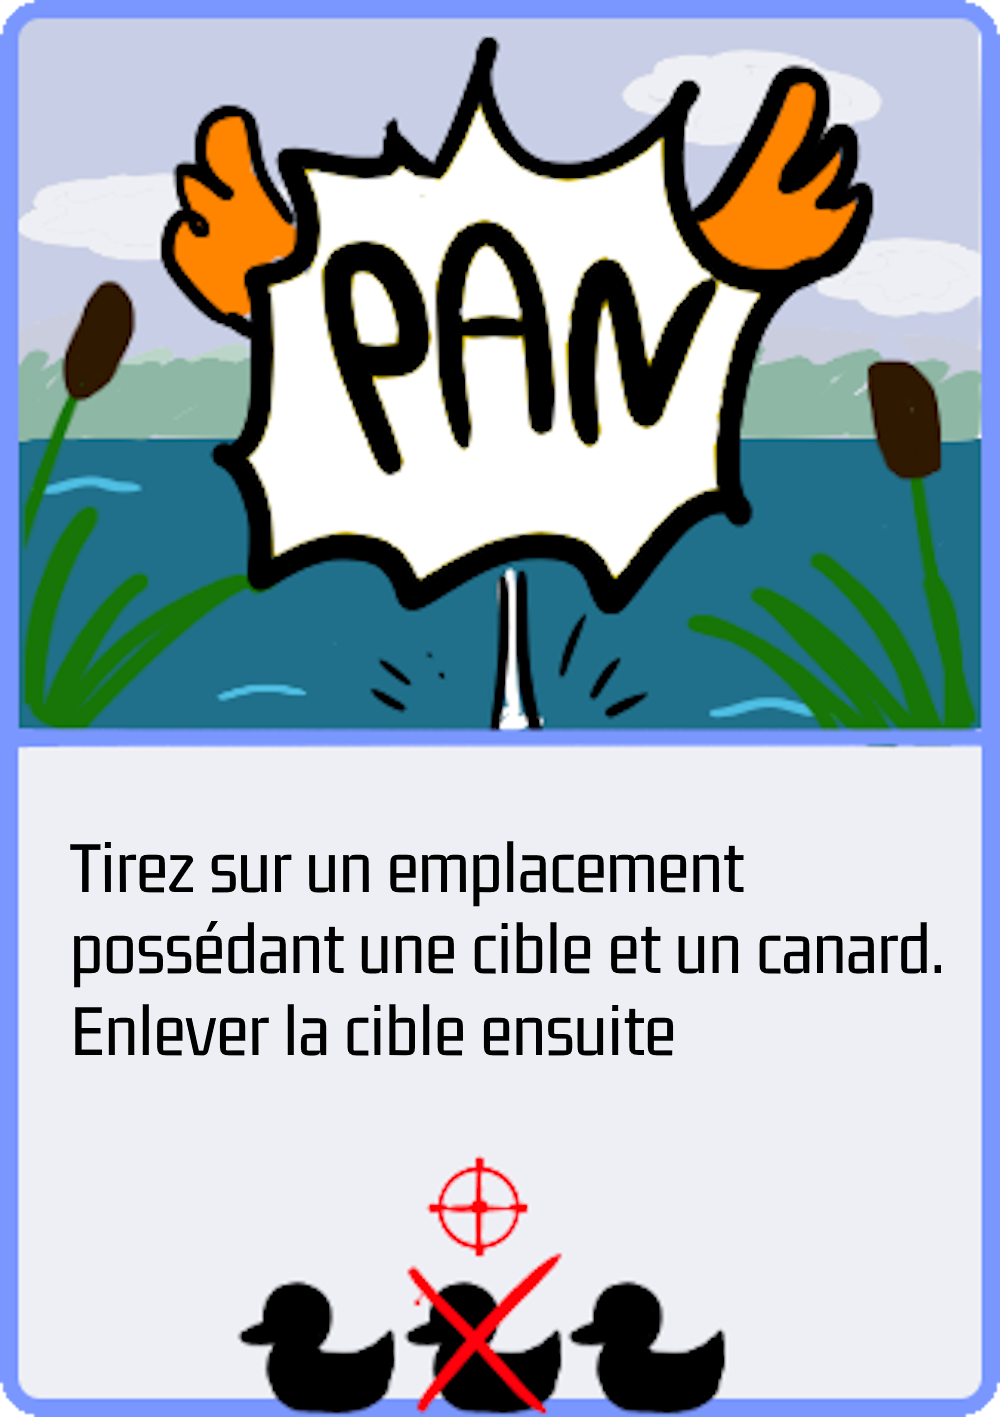 PAN
Tirez sur un emplacement
possédant une cible et un canard.
Enlever la cible ensuite